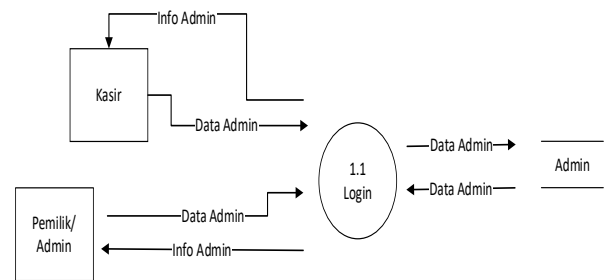 Info Admin
Kasir
Data Admin
1.1
Login
Data Admin
Data Admin
Admin
Pemilik/
Admin
Data Admin
Info Admin